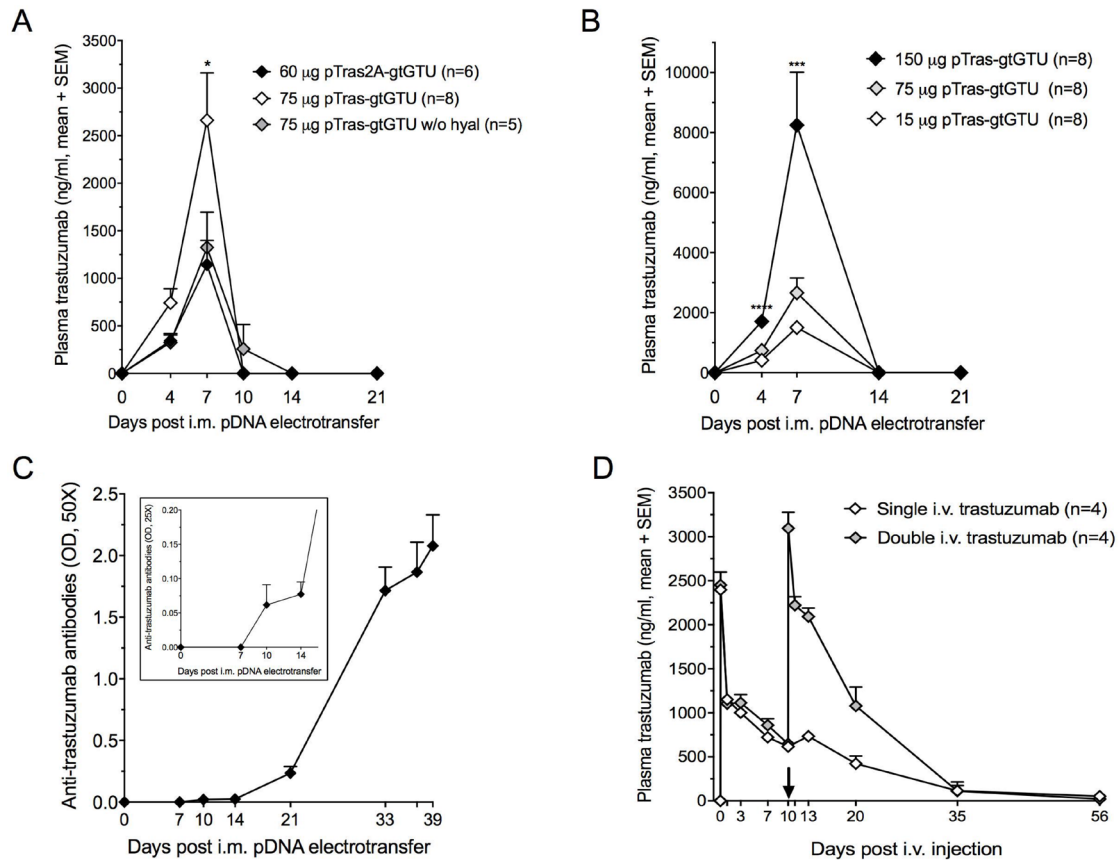 A
Plasma trastuzumab (ng/ml, mean + SEM)
3500
3000
2500
2000
1500
1000
500
0
*
60 μg pTras2A-gtGTU (n=6)
75 μg pTras-gtGTU (n=8)
75 μg pTras-gtGTU w/o hyal (n=5)
0 4 7 10 14 21
Days post i.m. pDNA electrotransfer
B
Plasma trastuzumab (ng/ml, mean + SEM)
10000
8000
6000
4000
2000
0
***
****
150 μg pTras-gtGTU (n=8)
75 μg pTras-gtGTU (n=8)
15 μg pTras-gtGTU (n=8)
0 4 7 14 21
Days post i.m. pDNA electrotransfer
C
Anti-trastuzumab antibodies (OD, 50X)
2.5
2.0
1.5
1.0
0.5
0.0
Anti-trastuzumab antibodies (OD, 25X)
0.20
0.15
0.10
0.05
0.00
0 7 10 14
Days post i.m. pDNA electrotransfer
0 7 10 14 21 33 39
Days post i.m. pDNA electrotransfer
D
Plasma trastuzumab (ng/ml, mean + SEM)
3500
3000
2500
2000
1500
1000
500
0
Single i.v. trastuzumab (n=4)
Double i.v. trastuzumab (n=4)
0 3 7 10 13 20 35 56
Days post i.v. injection